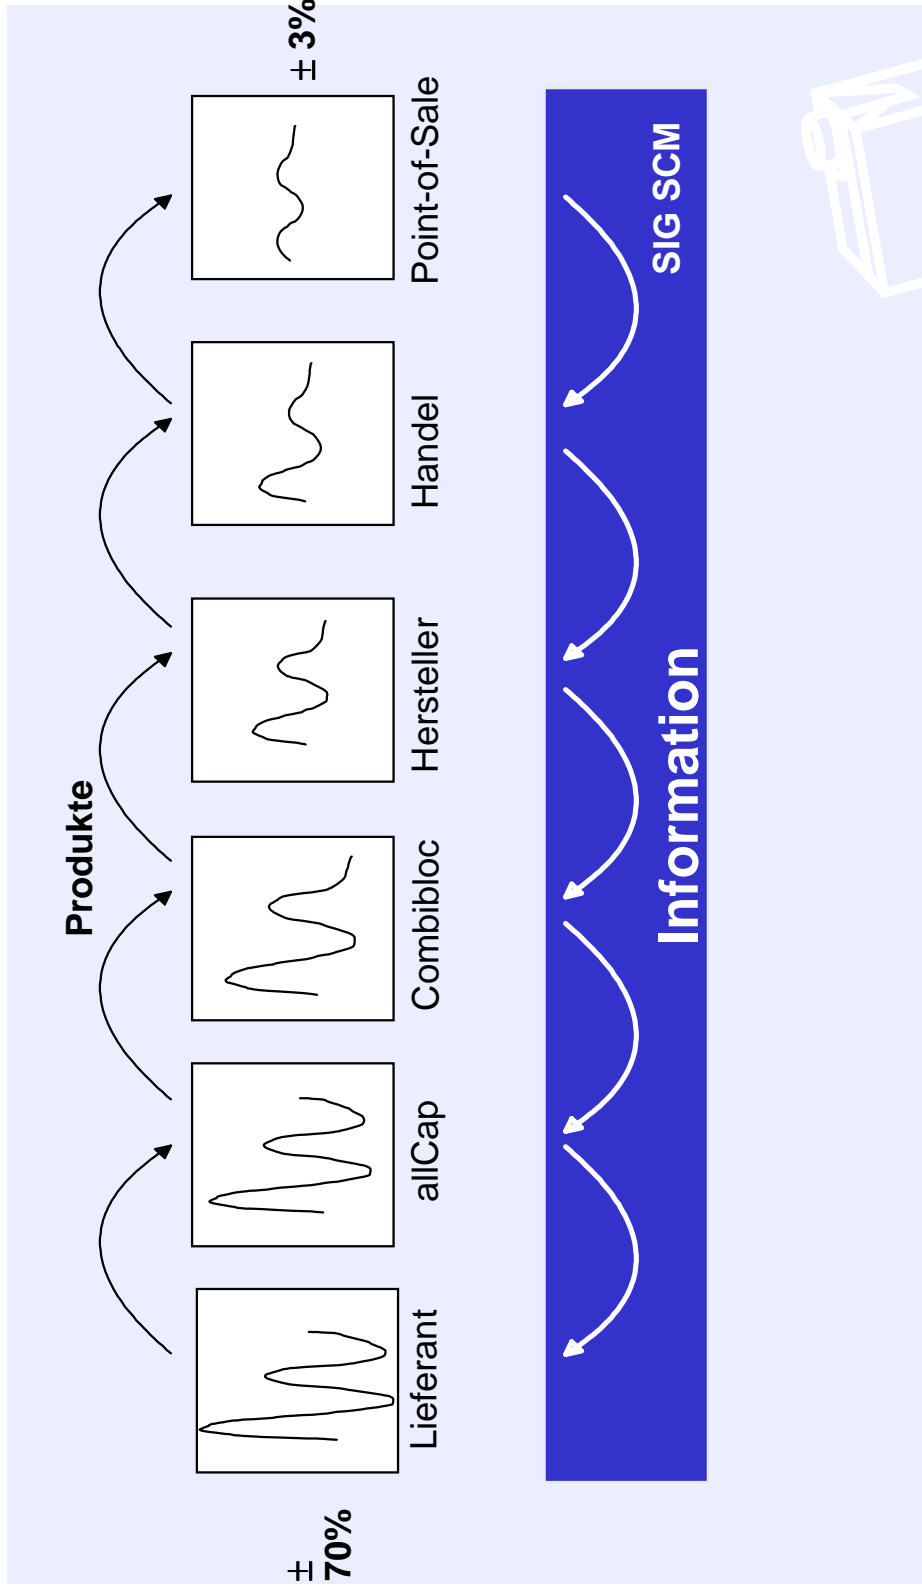 Produkte
±
70%
± 3%
Lieferant
allCap
Combibloc
Hersteller
Handel
Point-of-Sale
Information
SIG SCM